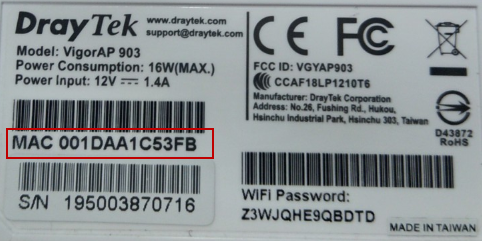 DrayTek
www.draytek.com
support@draytek.com
Model: VigorAP 903
Power Consumption: 16W(MAX.)
Power Input: 12V ⎓ 1.4A
MAC 001DAA1C53FB
S/N 195003870716
CE FC
FCC ID: VGYAP903
CCAF18LP1210T6
Manufacturer: DrayTek Corporation
Address: No.26, Fushing Rd., Hukou,
Hsinchu Industrial Park, Hsinchu 303, Taiwan
D43872
RoHS
WiFi Password:
Z3WJQHE9QBDTD
MADE IN TAIWAN